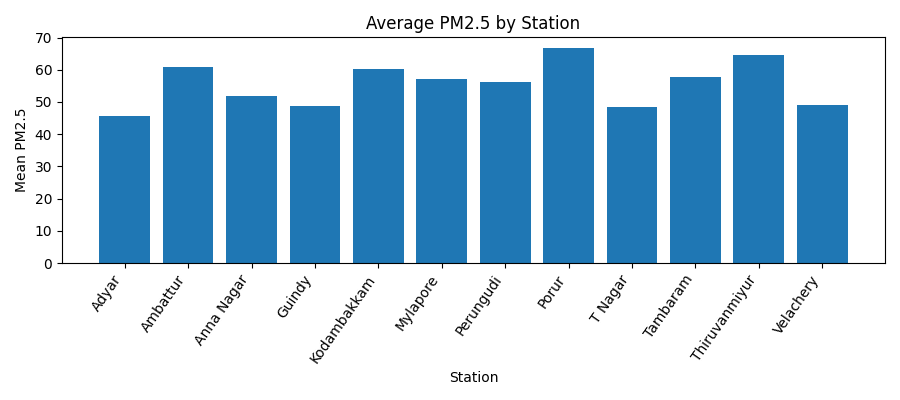 Average PM2.5 by Station
Mean PM2.5
70
60
50
40
30
20
10
0
Adyar
Ambattur
Anna Nagar
Guindy
Kodambakkam
Mylapore
Perungudi
Porur
T Nagar
Tambaram
Thiruvanmiyur
Velachery
Station